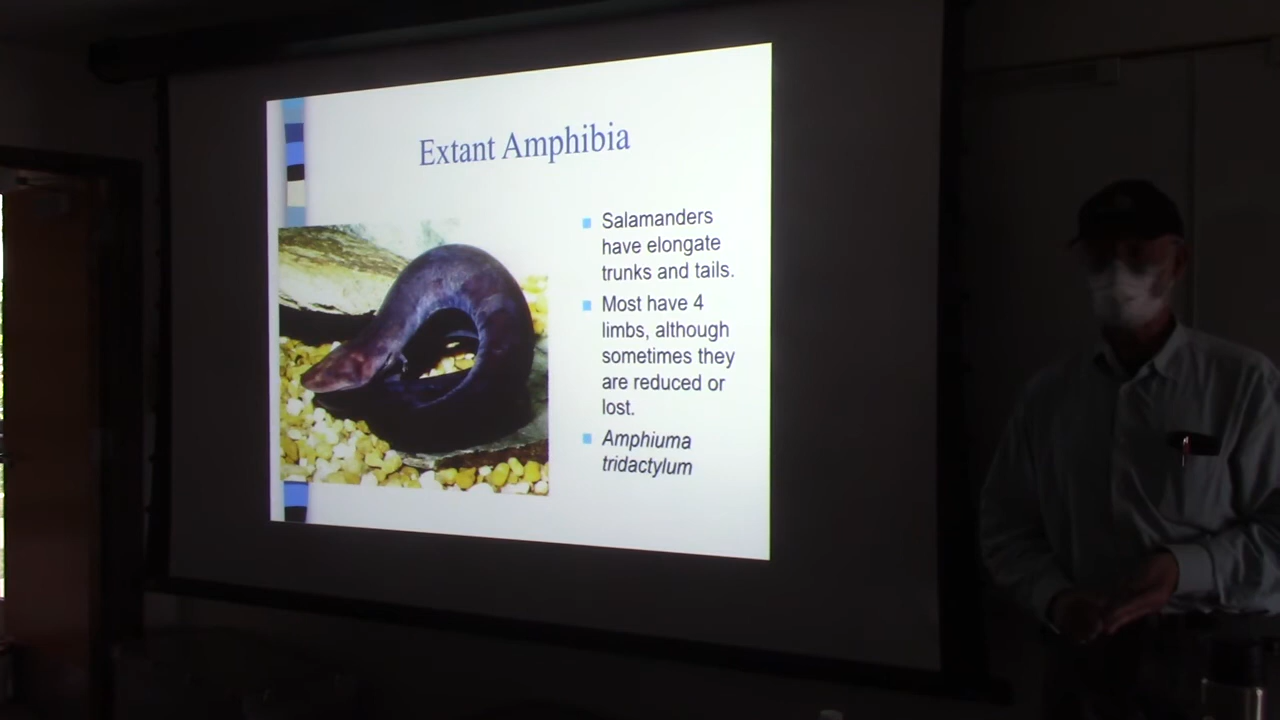 Extant Amphibia
Salamanders
have elongate
trunks and tails.
Most have 4
limbs, although
sometimes they
are reduced or
lost.
Amphiuma
tridactylum